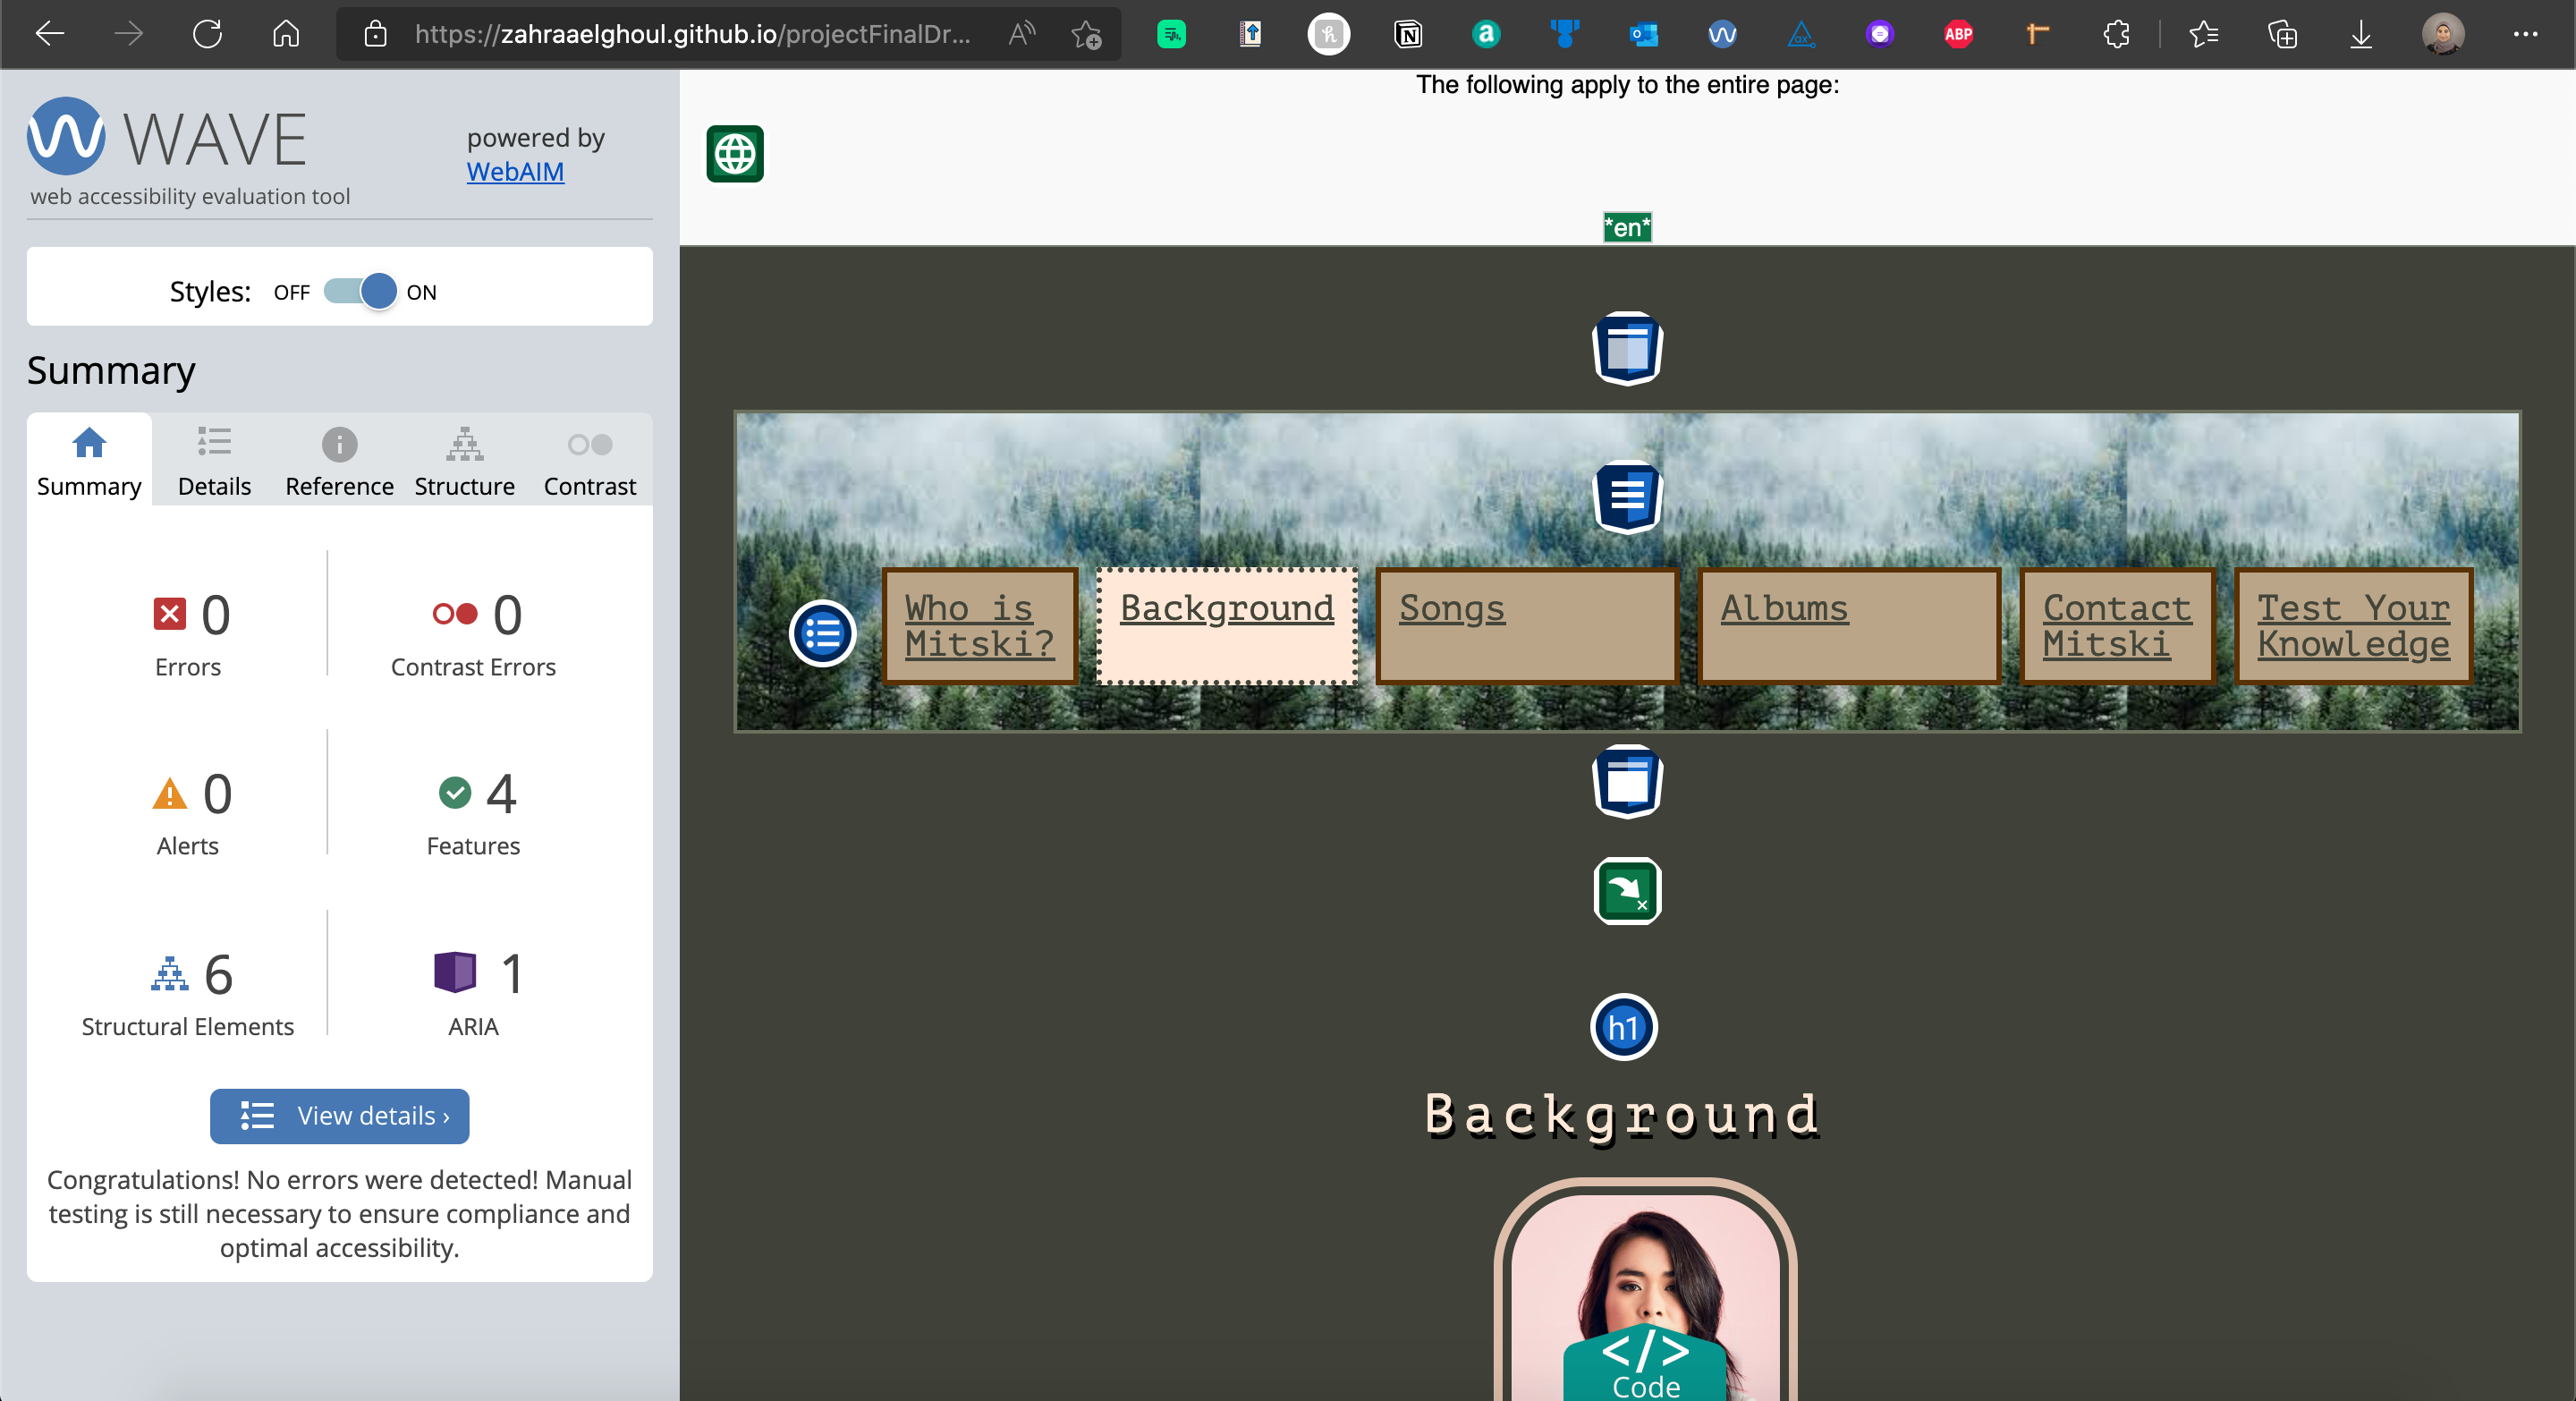 https://zahraaelghoul.github.io/projectFinalDr...
ABP
WAVE
powered by
WebAIM
web accessibility evaluation tool
Styles: OFF ON
Summary
Summary
Details
Reference
Structure
Contrast
0
Errors
0
Contrast Errors
0
Alerts
4
Features
6
Structural Elements
1
ARIA
View details ›
Congratulations! No errors were detected! Manual
testing is still necessary to ensure compliance and
optimal accessibility.
The following apply to the entire page:
*en*
Who is
Mitski?
Background
Songs
Albums
Contact
Mitski
Test Your
Knowledge
h1
Background
</>
Code